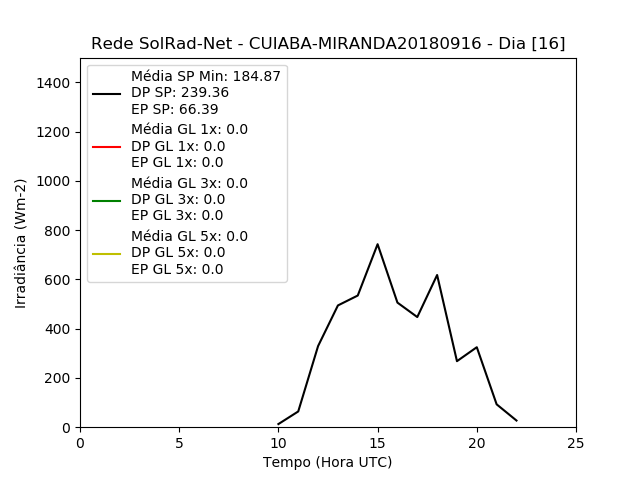 Rede SolRad-Net - CUIABA-MIRANDA20180916 - Dia [16]
Média SP Min: 184.87
DP SP: 239.36
EP SP: 66.39
Média GL 1x: 0.0
DP GL 1x: 0.0
EP GL 1x: 0.0
Média GL 3x: 0.0
DP GL 3x: 0.0
EP GL 3x: 0.0
Média GL 5x: 0.0
DP GL 5x: 0.0
EP GL 5x: 0.0
Irradiância (Wm-2)
1400
1200
1000
800
600
400
200
0
0 5 10 15 20 25
Tempo (Hora UTC)